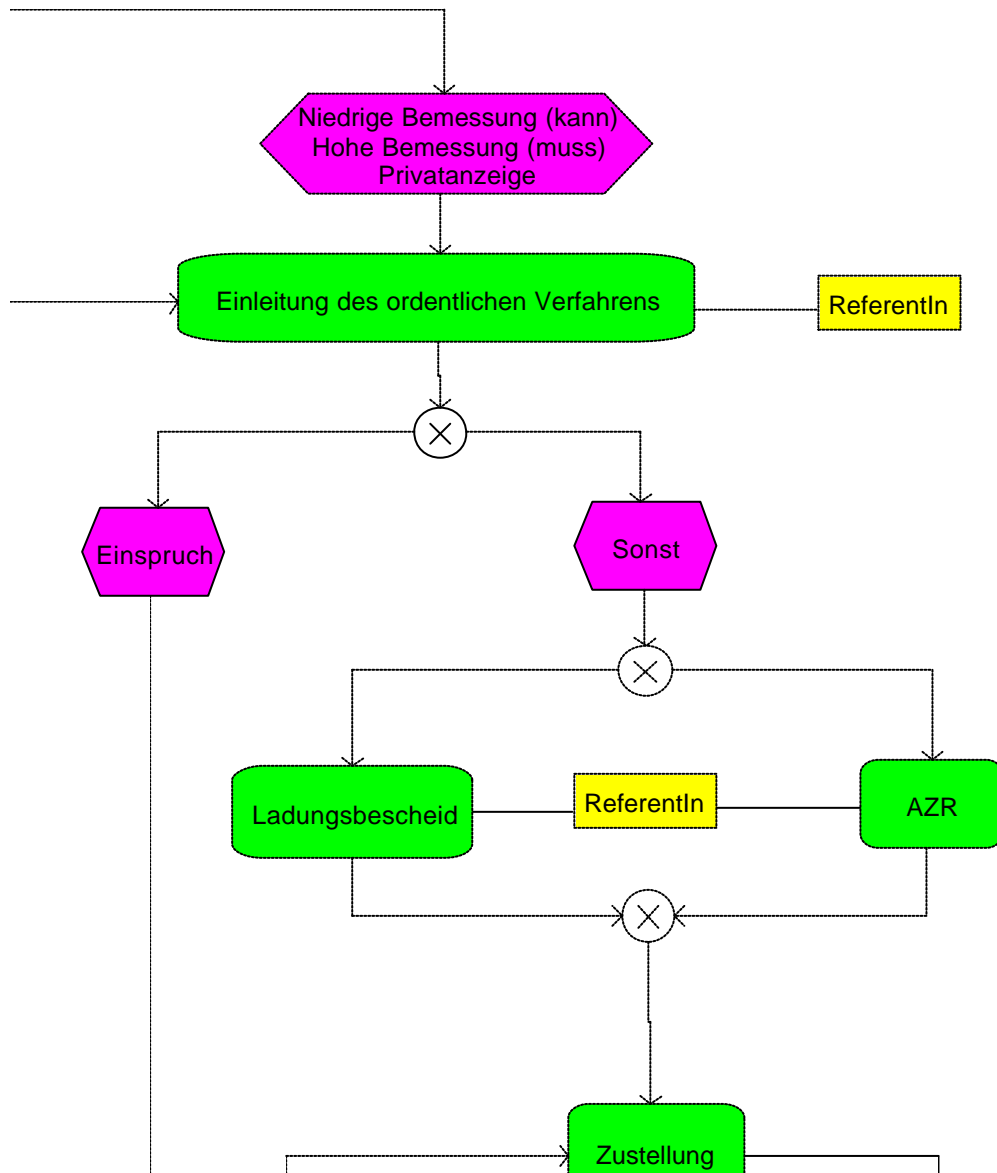 Niedrige Bemessung (kann)
Hohe Bemessung (muss)
Privatanzeige
Einleitung des ordentlichen Verfahrens
ReferentIn
Einspruch
Sonst
Ladungsbescheid
ReferentIn
AZR
Zustellung